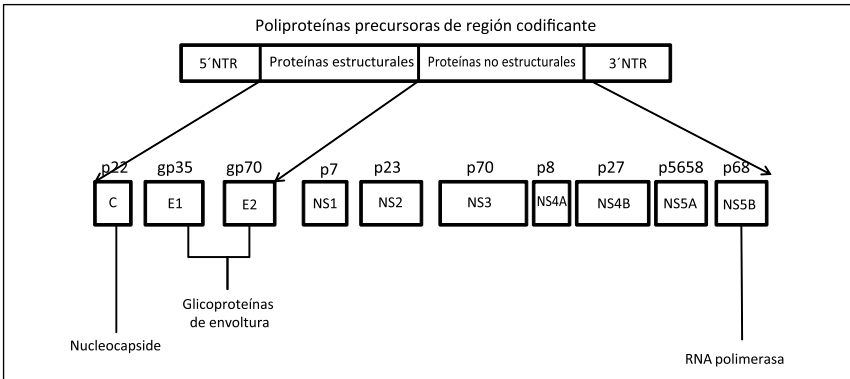 Poliproteínas precursoras de región codificante
5´NTR Proteínas estructurales Proteínas no estructurales 3´NTR
p22 gp35 gp70 p7 p23 p70 p8 p27 p5658 p68
C E1 E2 NS1 NS2 NS3 NS4A NS4B NS5A NS5B
Glicoproteínas
de envoltura
Nucleocapside
RNA polimerasa